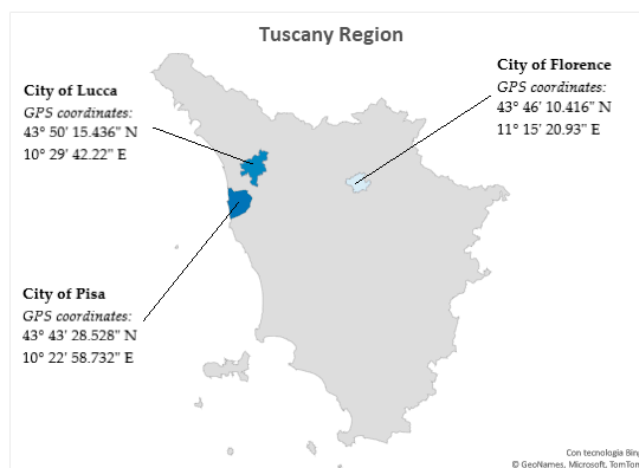 Tuscany Region
City of Lucca
GPS coordinates:
43° 50' 15.436" N
10° 29' 42.22" E
City of Florence
GPS coordinates:
43° 46' 10.416" N
11° 15' 20.93" E
City of Pisa
GPS coordinates:
43° 43' 28.528" N
10° 22' 58.732" E
Con tecnologia Bing
© GeoNames, Microsoft, TomTom